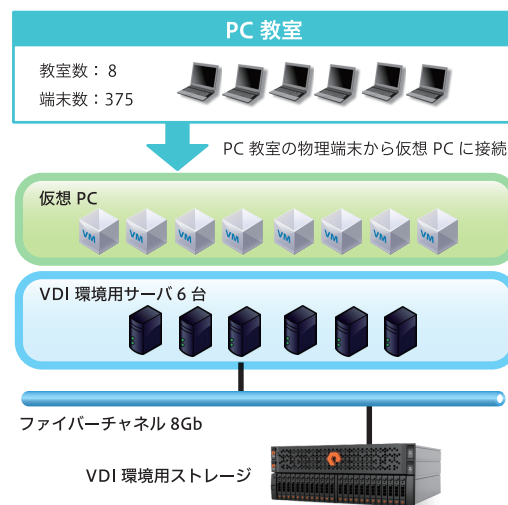 PC 教室
教室数： 8
端末数：375
PC 教室の物理端末から仮想 PC に接続
仮想 PC
VM VM VM VM VM VM VM VM
VDI 環境用サーバ 6 台
ファイバーチャネル 8Gb
VDI 環境用ストレージ